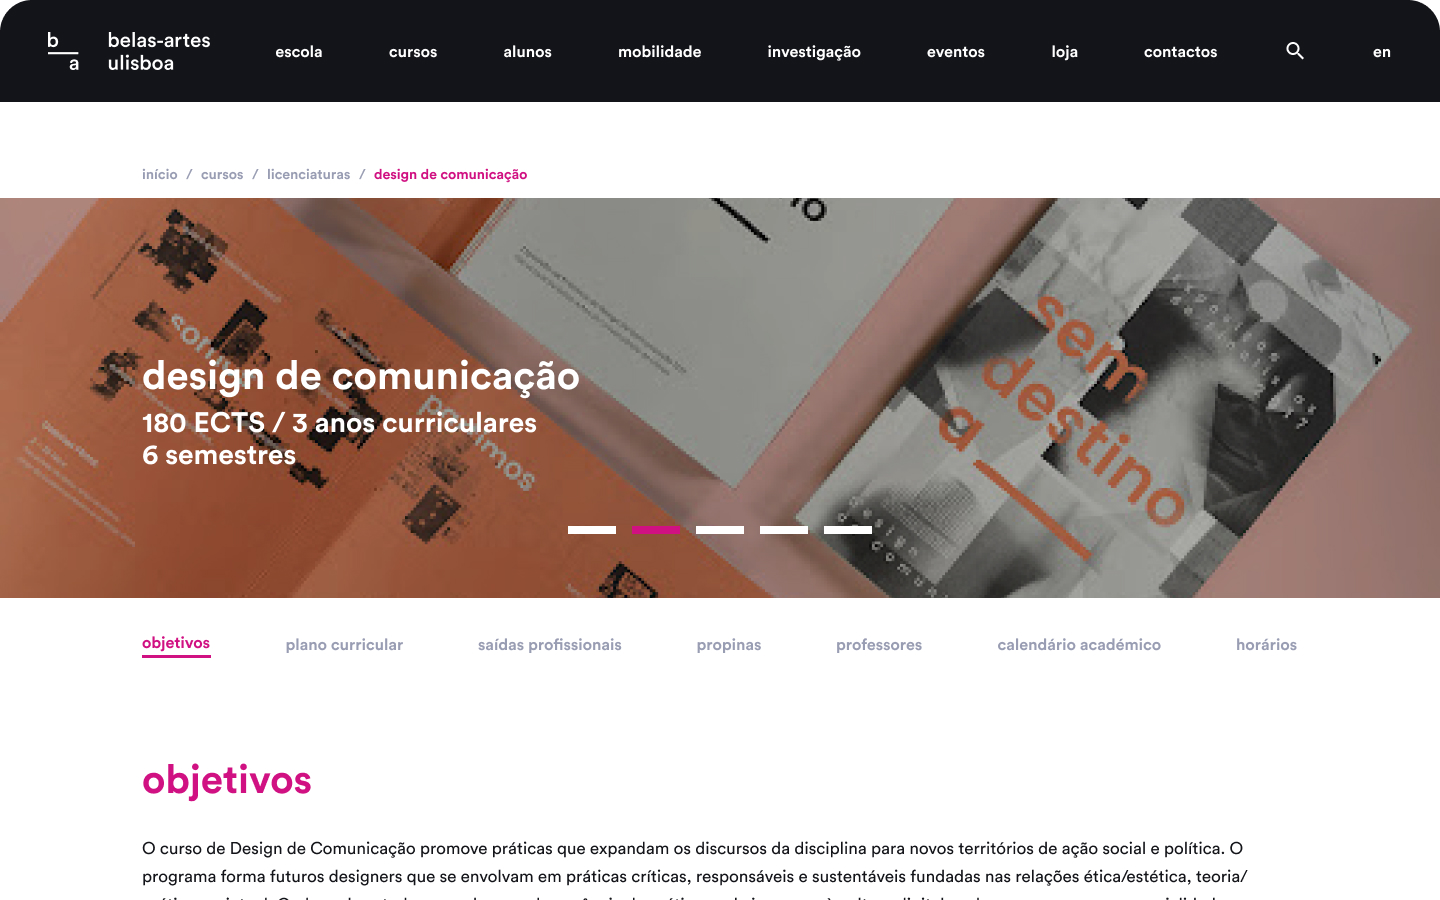 b
a
belas-artes
ulisboa
escola
cursos
alunos
mobilidade
investigação
eventos
loja
contactos
en
início / cursos / licenciaturas / design de comunicação
sem
destino
a
design de comunicação
180 ECTS / 3 anos curriculares
6 semestres
objetivos
plano curricular
saídas profissionais
propinas
professores
calendário académico
horários
objetivos
O curso de Design de Comunicação promove práticas que expandam os discursos da disciplina para novos territórios de ação social e política. O
programa forma futuros designers que se envolvam em práticas críticas, responsáveis e sustentáveis fundadas nas relações ética/estética, teoria/